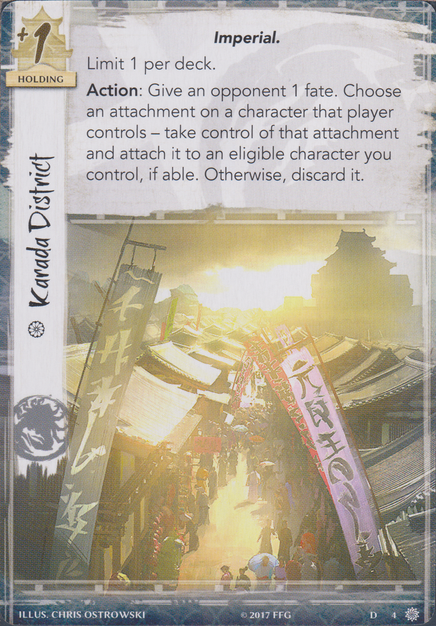 +1
HOLDING
Imperial.
Limit 1 per deck.
Action: Give an opponent 1 fate. Choose
an attachment on a character that player
controls – take control of that attachment
and attach it to an eligible character you
control, if able. Otherwise, discard it.
Karada District
ILLUS. CHRIS OSTROWSKI
© 2017 FFG
D 4